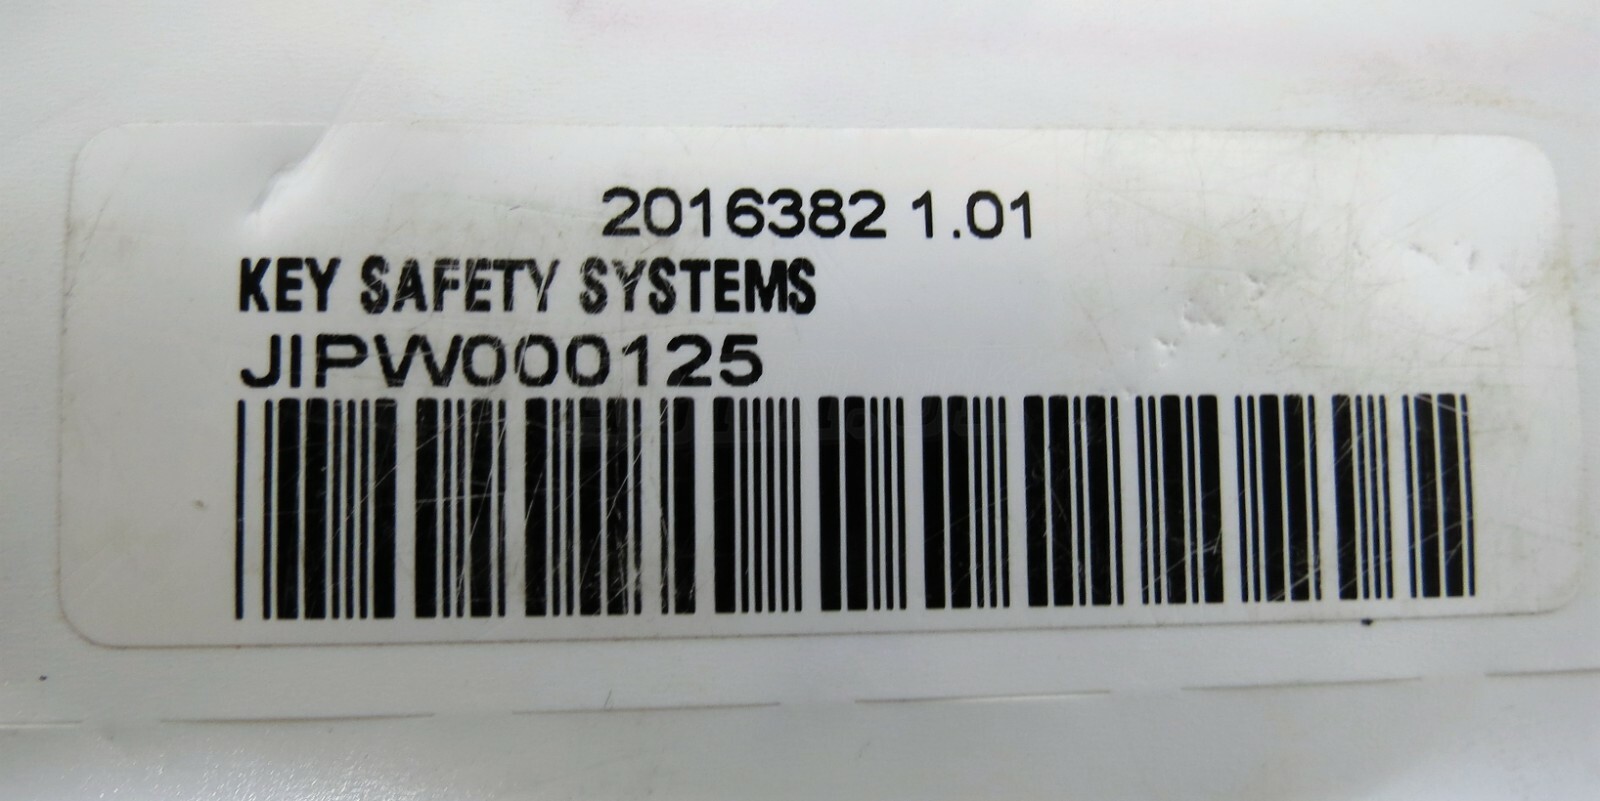 2016382 1.01
KEY SAFETY SYSTEMS
JIPW000125